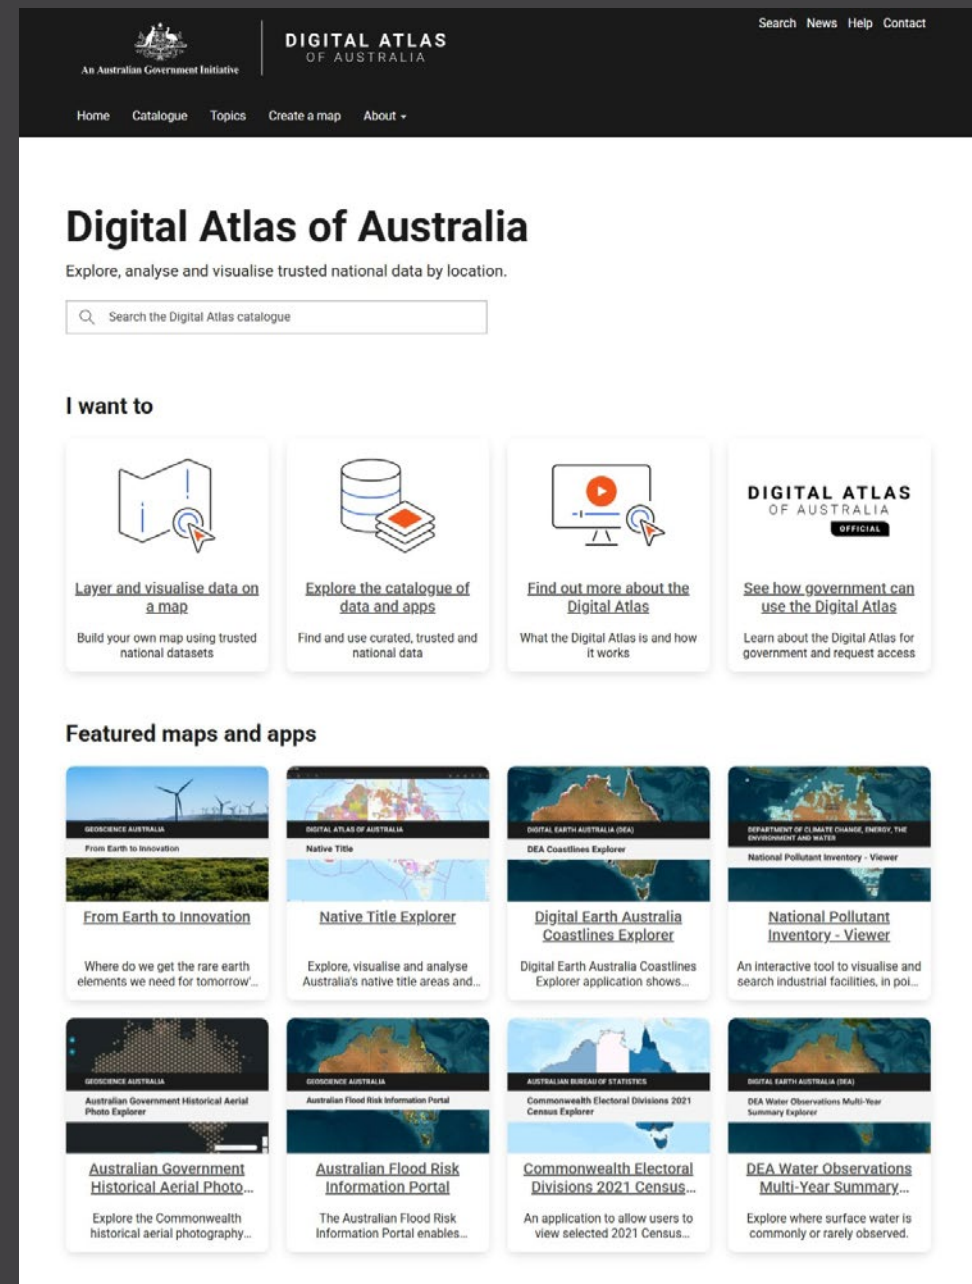 Search News Help Contact
An Australian Government Initiative
DIGITAL ATLAS
OF AUSTRALIA
Home Catalogue Topics Create a map About
Digital Atlas of Australia
Explore, analyse and visualise trusted national data by location.
Search the Digital Atlas catalogue
I want to
Layer and visualise data on
a map
Build your own map using trusted
national datasets
Explore the catalogue of
data and apps
Find and use curated, trusted and
national data
Find out more about the
Digital Atlas
What the Digital Atlas is and how
it works
DIGITAL ATLAS
OF AUSTRALIA
OFFICIAL
See how government can
use the Digital Atlas
Learn about the Digital Atlas for
government and request access
Featured maps and apps
GEOSCIENCE AUSTRALIA
From Earth to Innovation
From Earth to Innovation
Where do we get the rare earth
elements we need for tomorrow'...
DIGITAL ATLAS OF AUSTRALIA
Native Title
Native Title Explorer
Explore, visualise and analyse
Australia's native title areas and...
DIGITAL EARTH AUSTRALIA (DEA)
DEA Coastlines Explorer
Digital Earth Australia
Coastlines Explorer
Digital Earth Australia Coastlines
Explorer application shows...
DEPARTMENT OF CLIMATE CHANGE, ENERGY, THE
ENVIRONMENT AND WATER
National Pollutant Inventory - Viewer
National Pollutant
Inventory - Viewer
An interactive tool to visualise and
search industrial facilities, in poi...
GEOSCIENCE AUSTRALIA
Australian Government Historical Aerial
Photo Explorer
Australian Government
Historical Aerial Photo...
Explore the Commonwealth
historical aerial photography...
GEOSCIENCE AUSTRALIA
Australian Flood Risk Information Portal
Australian Flood Risk
Information Portal
The Australian Flood Risk
Information Portal enables...
AUSTRALIAN BUREAU OF STATISTICS
Commonwealth Electoral Divisions 2021
Census Explorer
Commonwealth Electoral
Divisions 2021 Census...
An application to allow users to
view selected 2021 Census...
DIGITAL EARTH AUSTRALIA (DEA)
DEA Water Observations Multi-Year
Summary Explorer
DEA Water Observations
Multi-Year Summary...
Explore where surface water is
commonly or rarely observed.